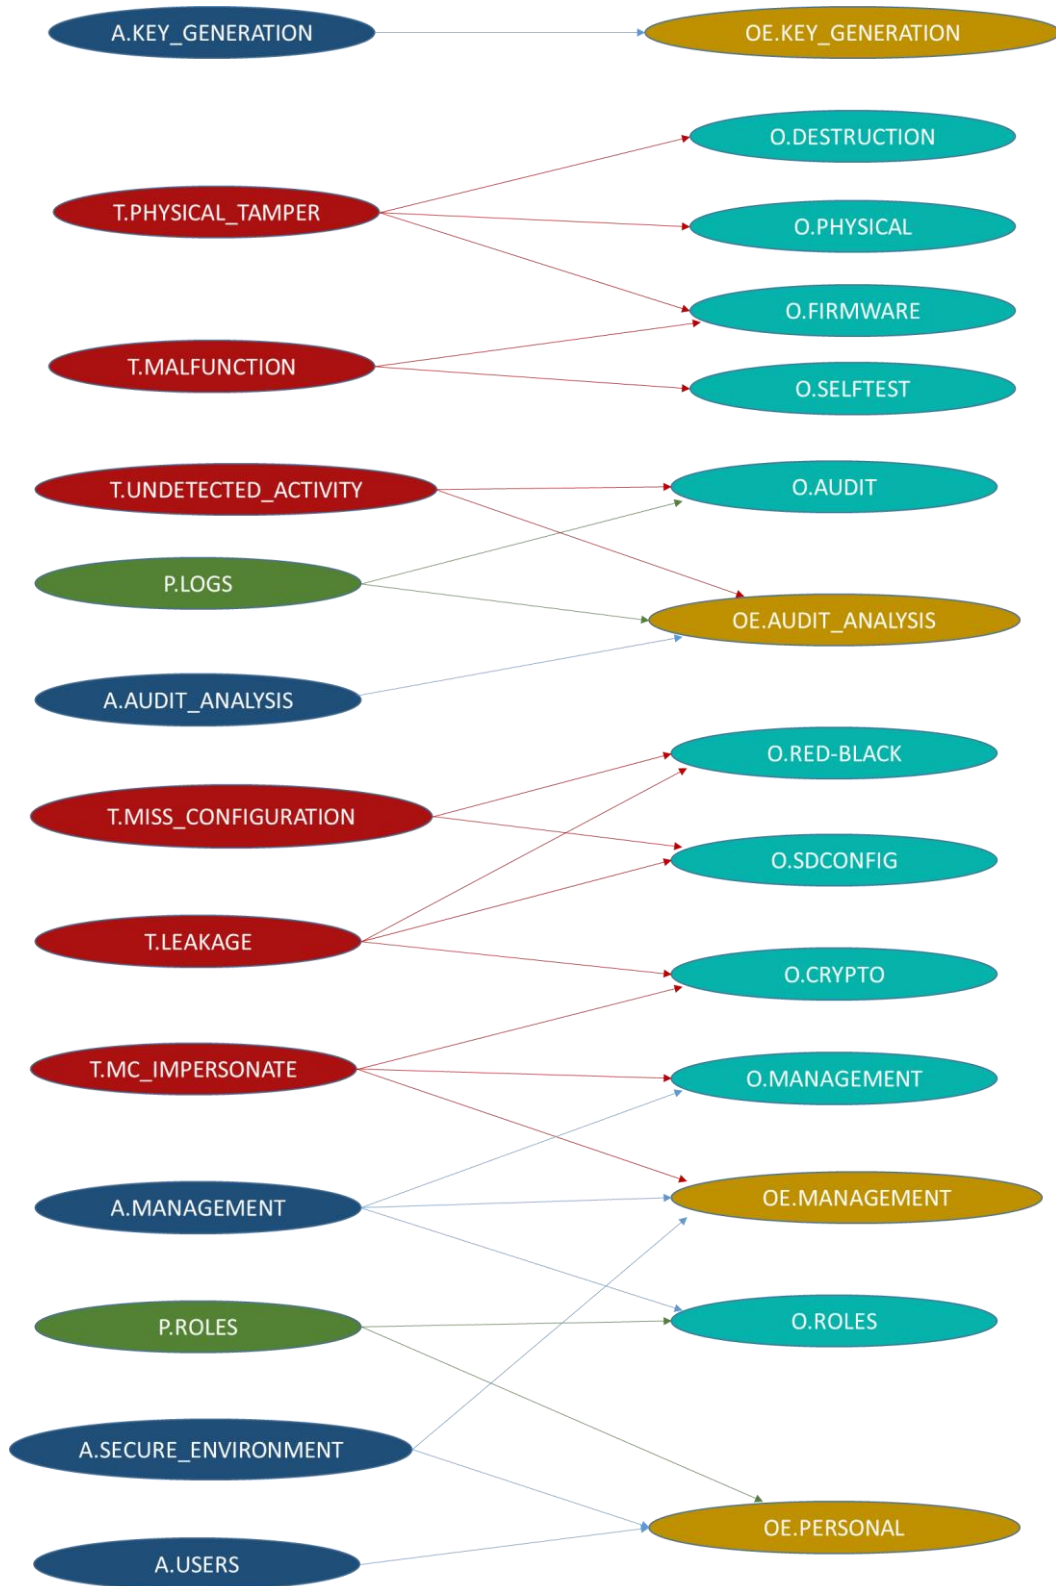 A.KEY_GENERATION
OE.KEY_GENERATION
O.DESTRUCTION
T.PHYSICAL_TAMPER
O.PHYSICAL
O.FIRMWARE
T.MALFUNCTION
O.SELFTEST
T.UNDETECTED_ACTIVITY
O.AUDIT
P.LOGS
OE.AUDIT_ANALYSIS
A.AUDIT_ANALYSIS
O.RED-BLACK
T.MISS_CONFIGURATION
O.SDCONFIG
T.LEAKAGE
O.CRYPTO
T.MC_IMPERSONATE
O.MANAGEMENT
A.MANAGEMENT
OE.MANAGEMENT
P.ROLES
O.ROLES
A.SECURE_ENVIRONMENT
OE.PERSONAL
A.USERS